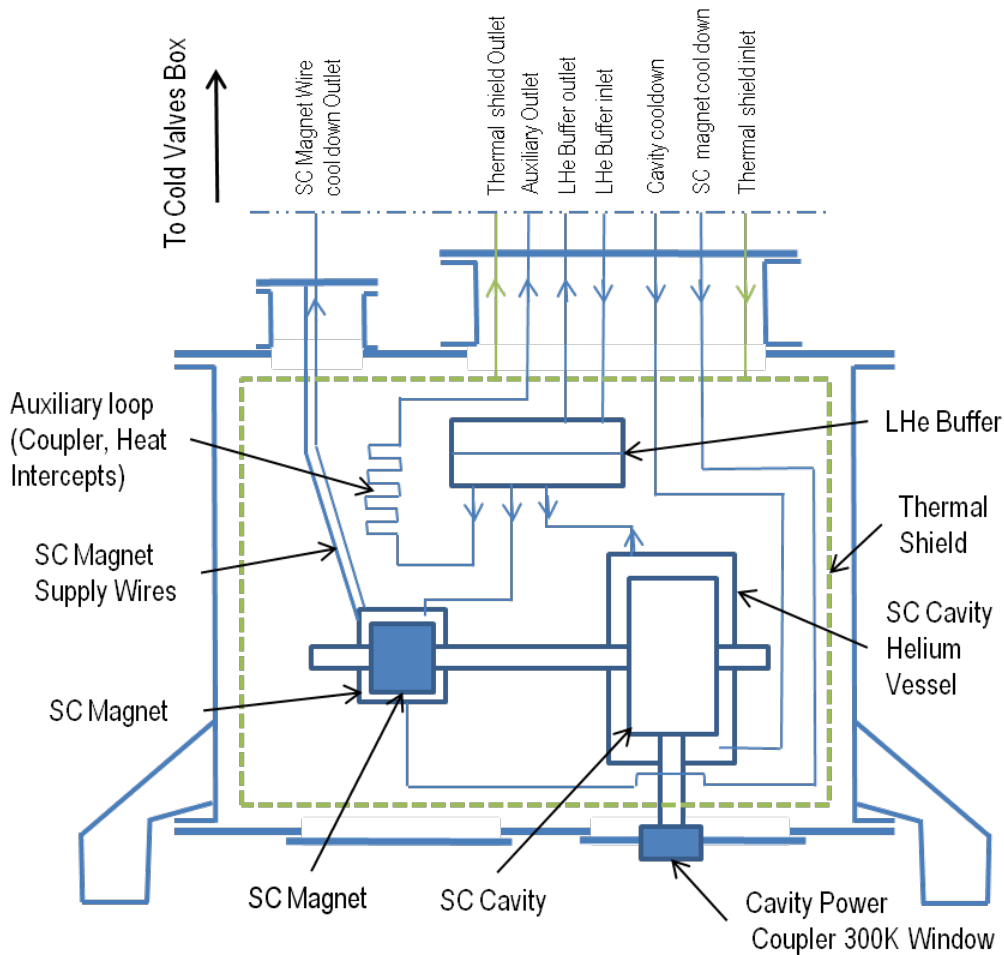 To Cold Valves Box
SC Magnet Wire
cool down Outlet
Thermal shield Outlet
Auxiliary Outlet
LHe Buffer outlet
LHe Buffer inlet
Cavity cooldown
SC magnet cool down
Thermal shield inlet
Auxiliary loop
(Coupler, Heat
Intercepts)
LHe Buffer
Thermal
Shield
SC Magnet
Supply Wires
SC Cavity
Helium
Vessel
SC Magnet
SC Magnet
SC Cavity
Cavity Power
Coupler 300K Window